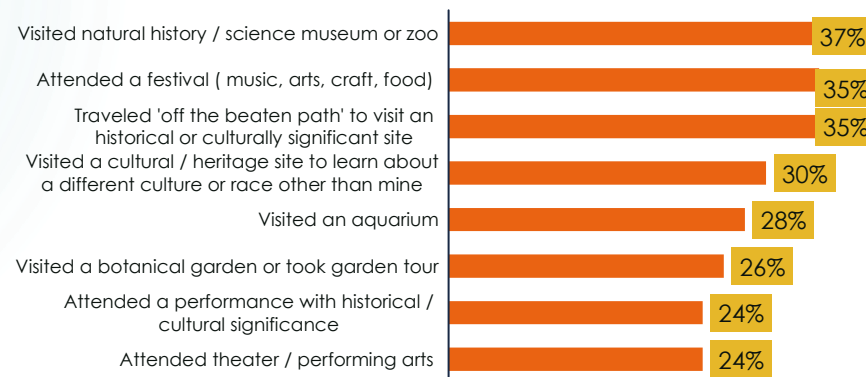 Visited natural history / science museum or zoo
37%
Attended a festival ( music, arts, craft, food)
35%
Traveled 'off the beaten path' to visit an
historical or culturally significant site
35%
Visited a cultural / heritage site to learn about
a different culture or race other than mine
30%
Visited an aquarium
28%
Visited a botanical garden or took garden tour
26%
Attended a performance with historical /
cultural significance
24%
Attended theater / performing arts
24%